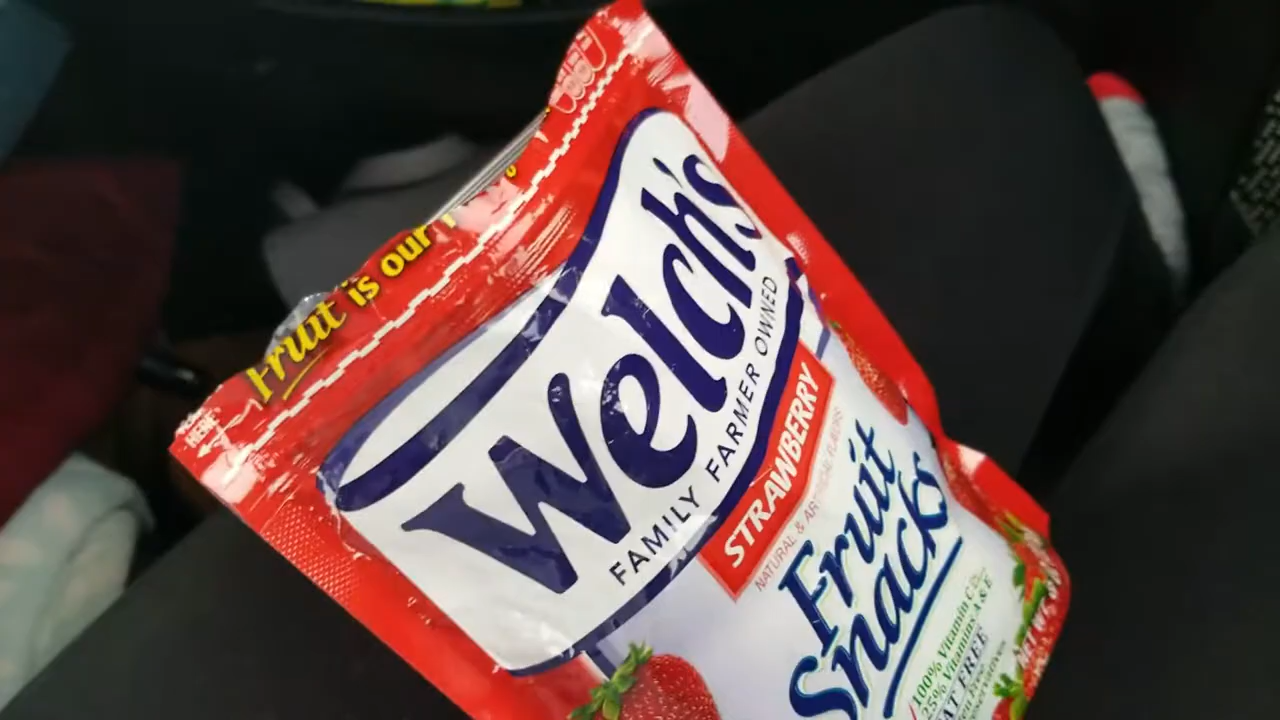 Fruit is our
Welch's
FAMILY FARMER OWNED
STRAWBERRY
NATURAL & ARTIFICIAL FLAVORS
Fruit
Snacks
100% Vitamin C
25% Vitamins A & E
FAT FREE